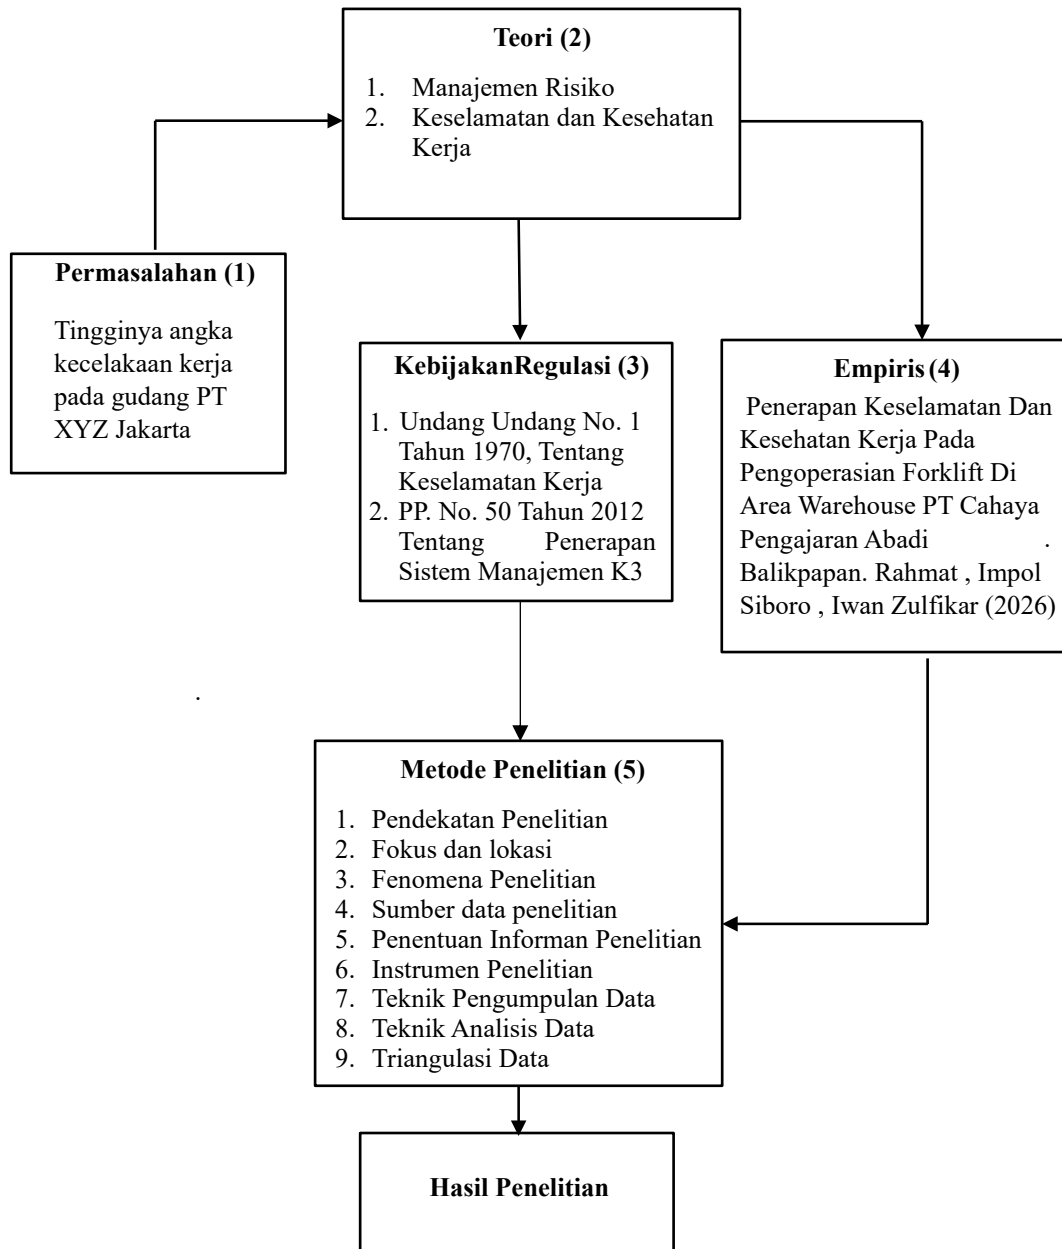 Teori (2)
1. Manajemen Risiko
2. Keselamatan dan Kesehatan
Kerja
Permasalahan (1)
Tingginya angka
kecelakaan kerja
pada gudang PT
XYZ Jakarta
KebijakanRegulasi (3)
1. Undang Undang No. 1
Tahun 1970, Tentang
Keselamatan Kerja
2. PP. No. 50 Tahun 2012
Tentang Penerapan
Sistem Manajemen K3
Empiris (4)
Penerapan Keselamatan Dan
Kesehatan Kerja Pada
Pengoperasian Forklift Di
Area Warehouse PT Cahaya
Pengajaran Abadi .
Balikpapan. Rahmat , Impol
Siboro , Iwan Zulfikar (2026)
.
Metode Penelitian (5)
1. Pendekatan Penelitian
2. Fokus dan lokasi
3. Fenomena Penelitian
4. Sumber data penelitian
5. Penentuan Informan Penelitian
6. Instrumen Penelitian
7. Teknik Pengumpulan Data
8. Teknik Analisis Data
9. Triangulasi Data
Hasil Penelitian